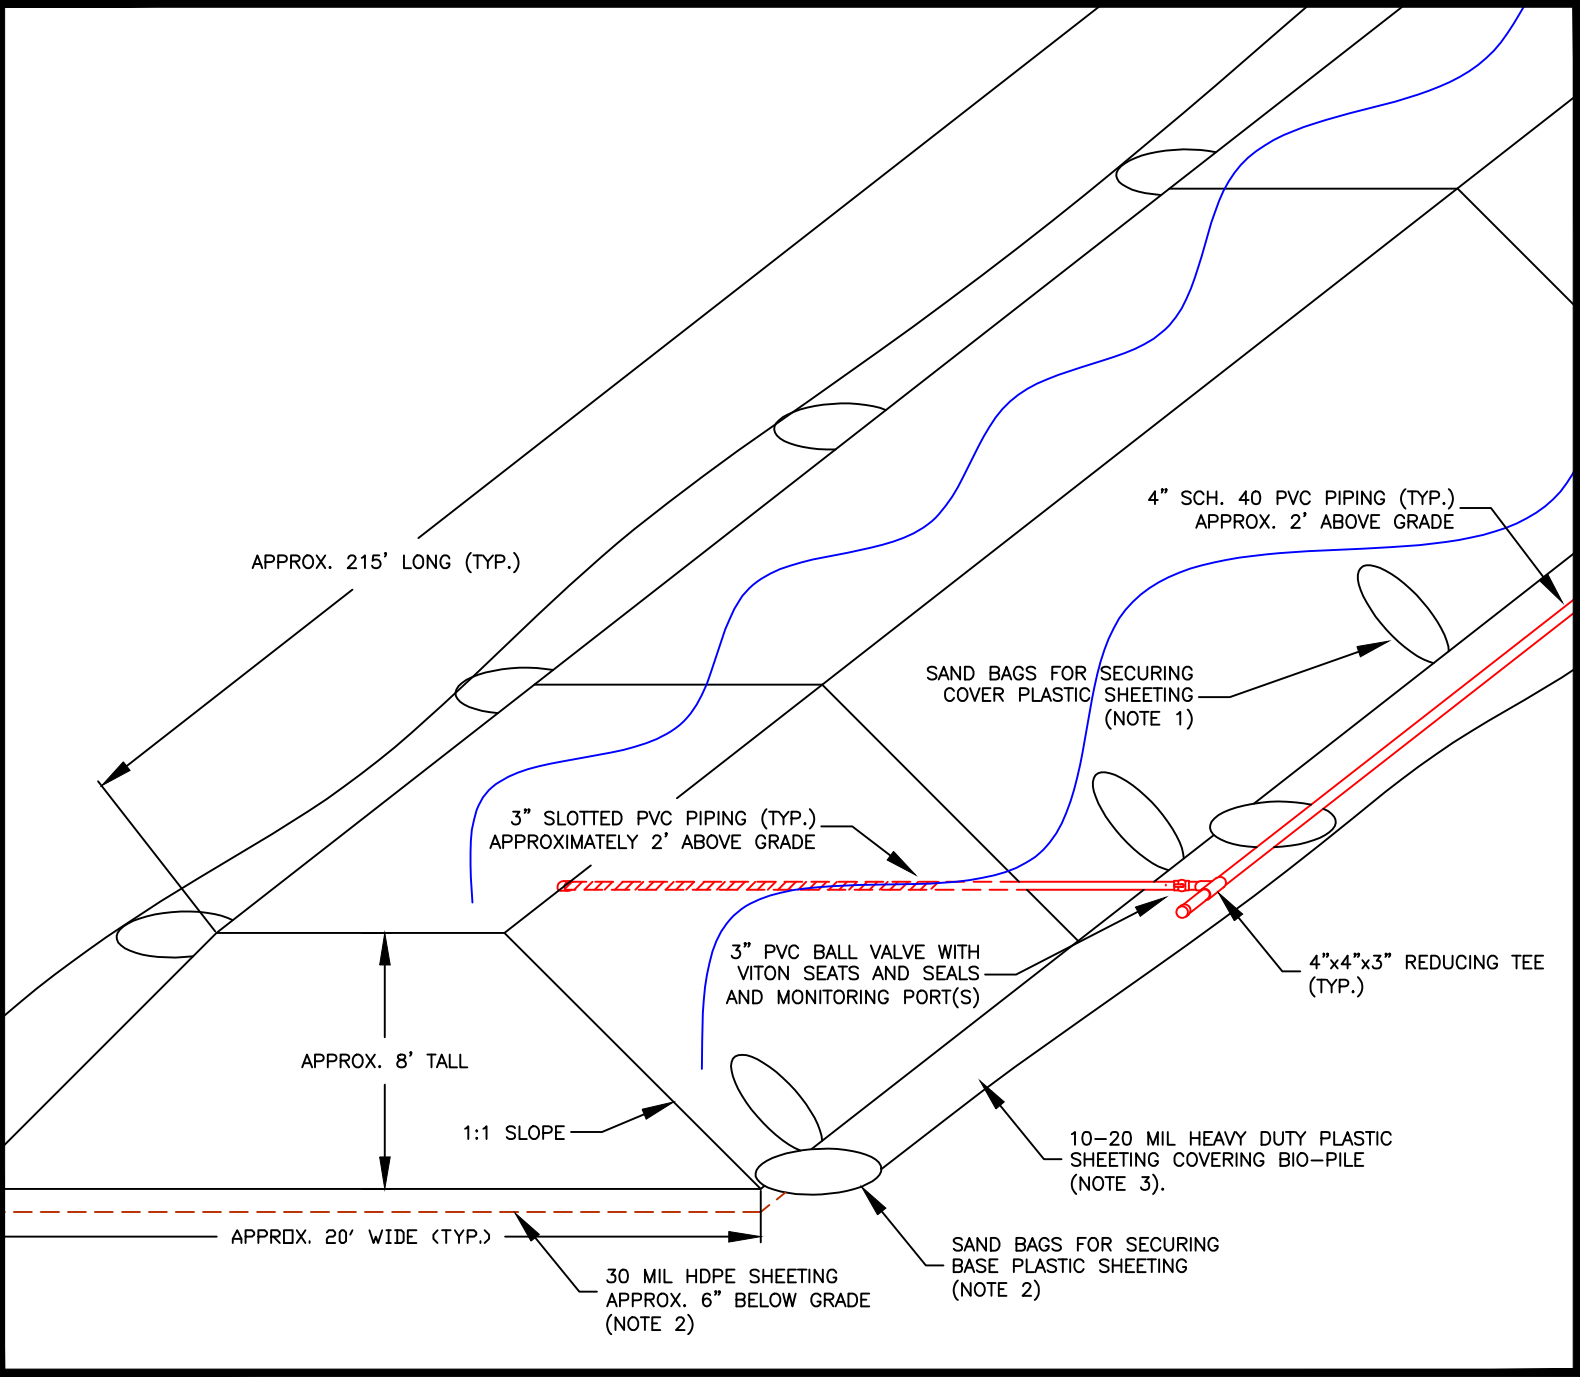 4” SCH. 40 PVC PIPING (TYP.)
APPROX. 2’ ABOVE GRADE
APPROX. 215’ LONG (TYP.)
SAND BAGS FOR SECURING
COVER PLASTIC SHEETING
(NOTE 1)
3” SLOTTED PVC PIPING (TYP.)
APPROXIMATELY 2’ ABOVE GRADE
3” PVC BALL VALVE WITH
VITON SEATS AND SEALS
AND MONITORING PORT(S)
4”x4”x3” REDUCING TEE
(TYP.)
APPROX. 8’ TALL
1:1 SLOPE
10–20 MIL HEAVY DUTY PLASTIC
SHEETING COVERING BIO–PILE
(NOTE 3).
APPROX. 20’ WIDE (TYP.)
SAND BAGS FOR SECURING
BASE PLASTIC SHEETING
(NOTE 2)
30 MIL HDPE SHEETING
APPROX. 6” BELOW GRADE
(NOTE 2)